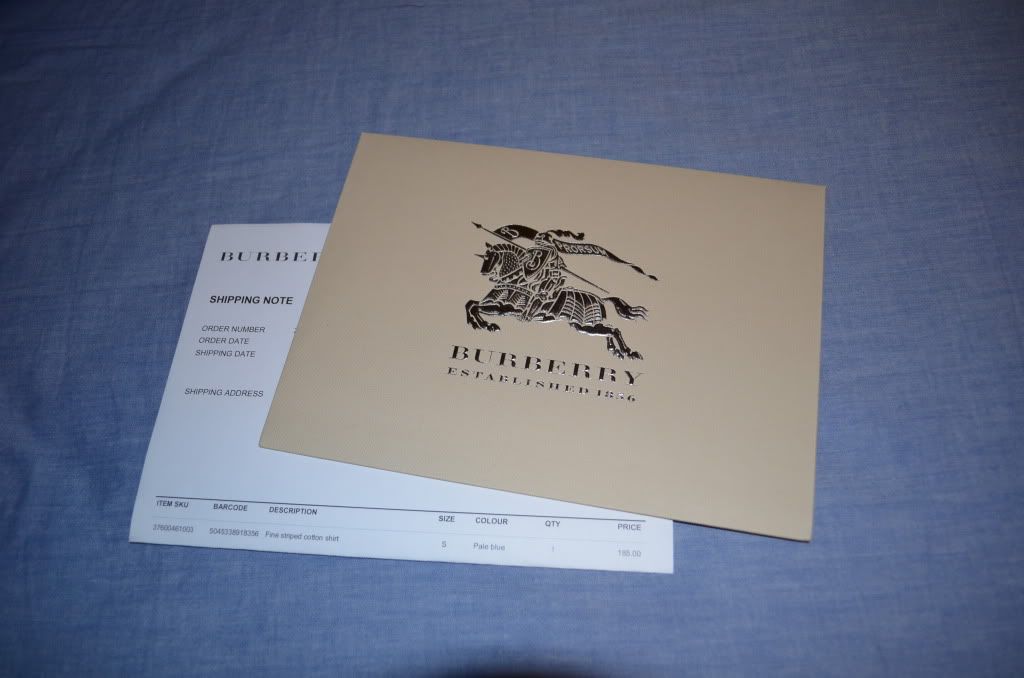 BURBER
SHIPPING NOTE
ORDER NUMBER
ORDER DATE
SHIPPING DATE
SHIPPING ADDRESS
ITEM SKU BARCODE DESCRIPTION SIZE COLOUR QTY PRICE
37600461003 5045338918356 Fine striped cotton shirt S Pale blue 1 185.00
PRORSUM
BURBERRY
ESTABLISHED 1856